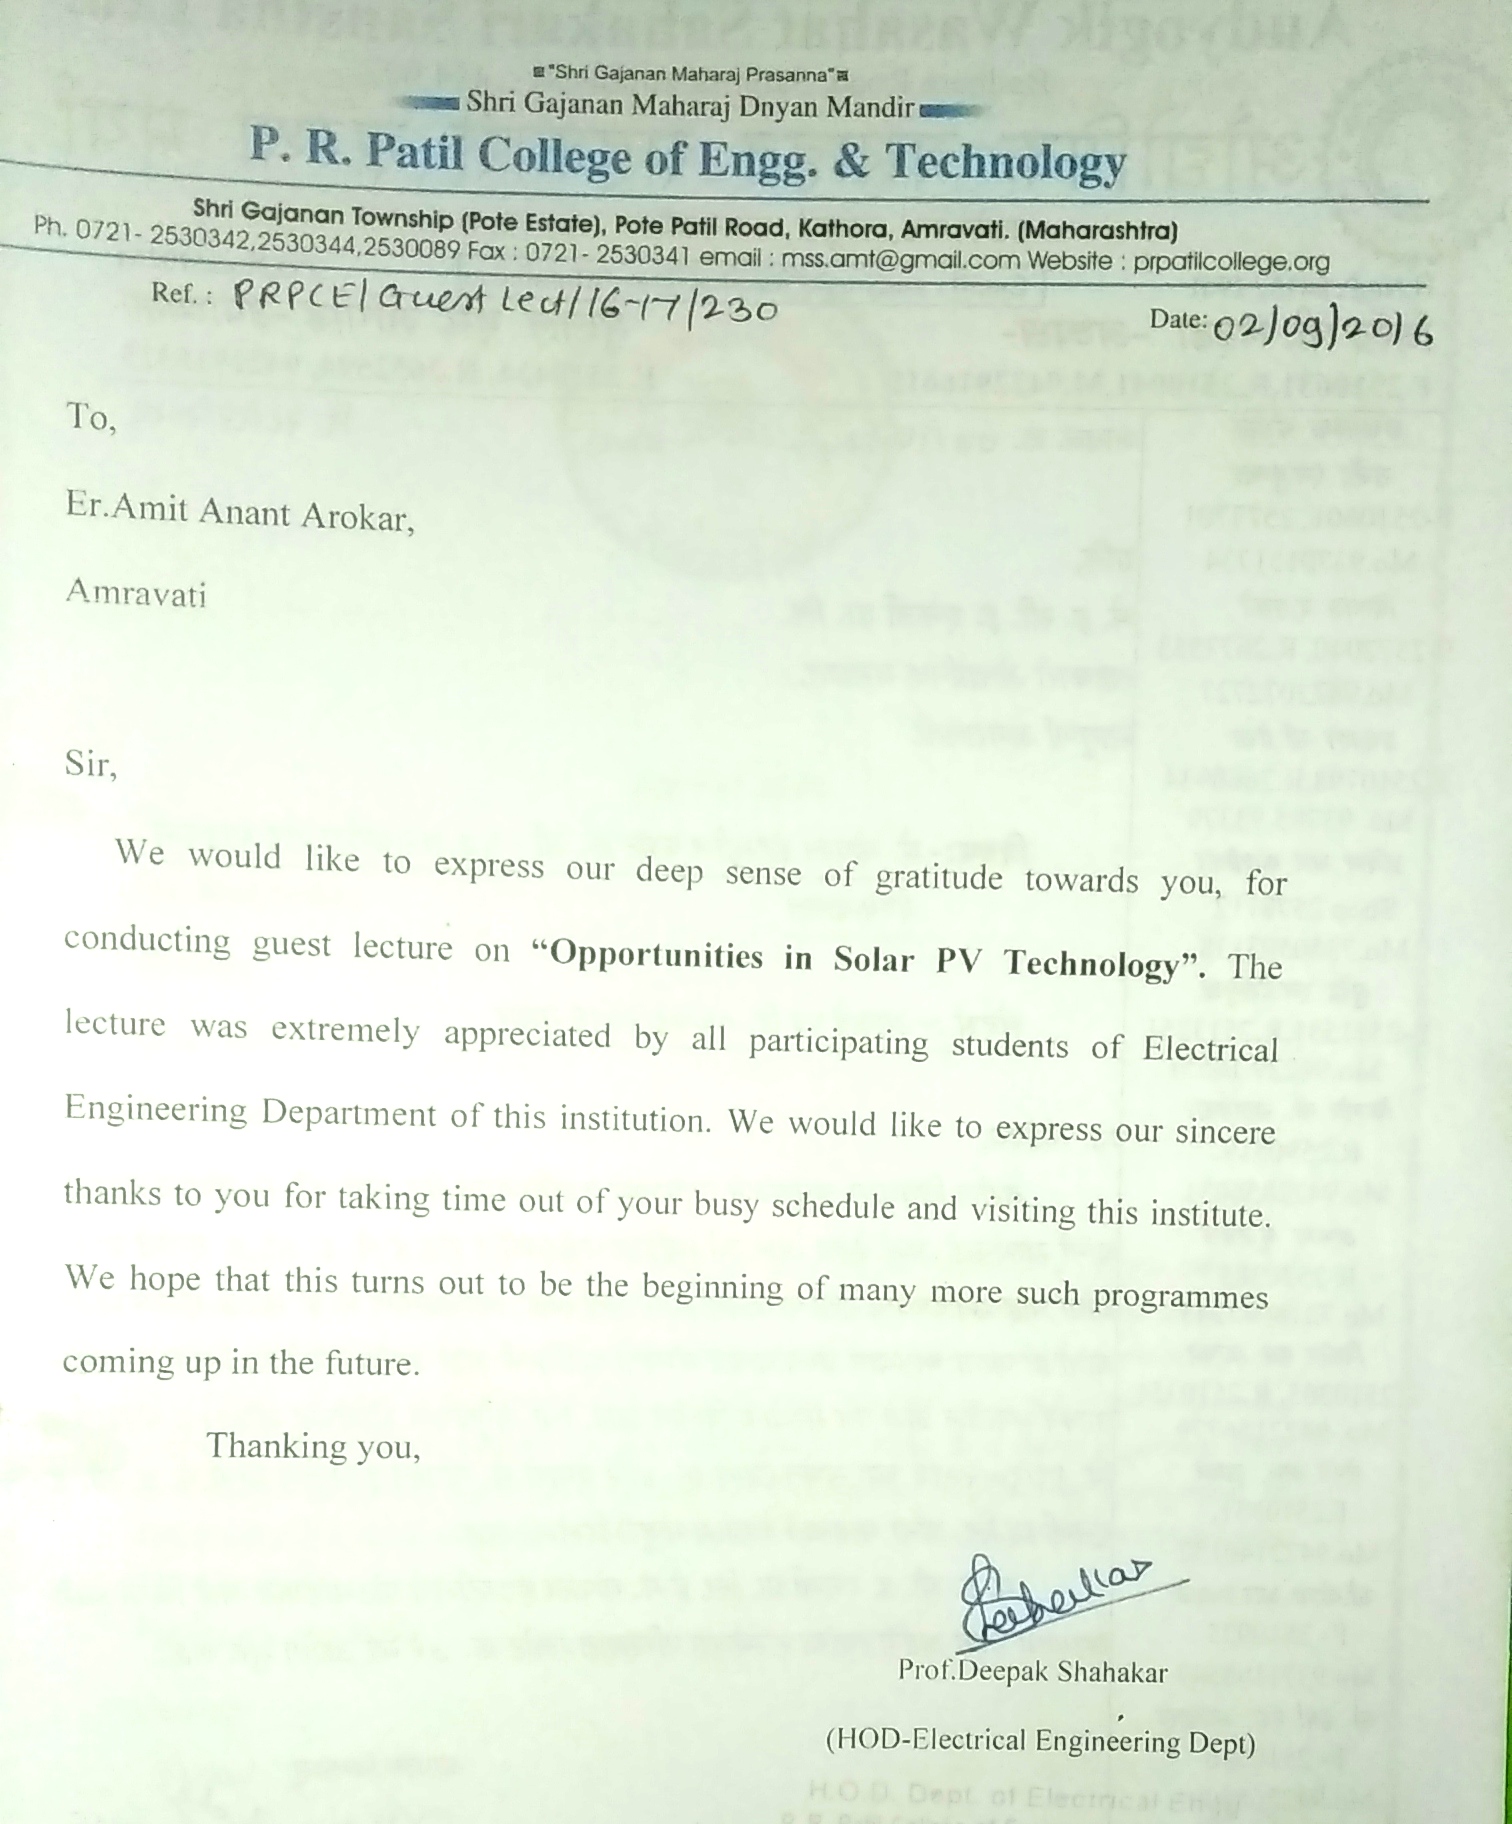 "Shri Gajanan Maharaj Prasanna"
Shri Gajanan Maharaj Dnyan Mandir
P. R. Patil College of Engg. & Technology
Shri Gajanan Township (Pote Estate), Pote Patil Road, Kathora, Amravati. (Maharashtra)
Ph. 0721- 2530342,2530344,2530089 Fax : 0721- 2530341 email : mss.amt@gmail.com Website : prpatilcollege.org
Ref. : PRPCE/Guest Lect/16-17/230
Date: 02/09/2016
To,
Er.Amit Anant Arokar,
Amravati
Sir,
We would like to express our deep sense of gratitude towards you, for
conducting guest lecture on “Opportunities in Solar PV Technology”. The
lecture was extremely appreciated by all participating students of Electrical
Engineering Department of this institution. We would like to express our sincere
thanks to you for taking time out of your busy schedule and visiting this institute.
We hope that this turns out to be the beginning of many more such programmes
coming up in the future.
Thanking you,
Prof.Deepak Shahakar
(HOD-Electrical Engineering Dept)
H.O.D. Dept. of Electrical Engg